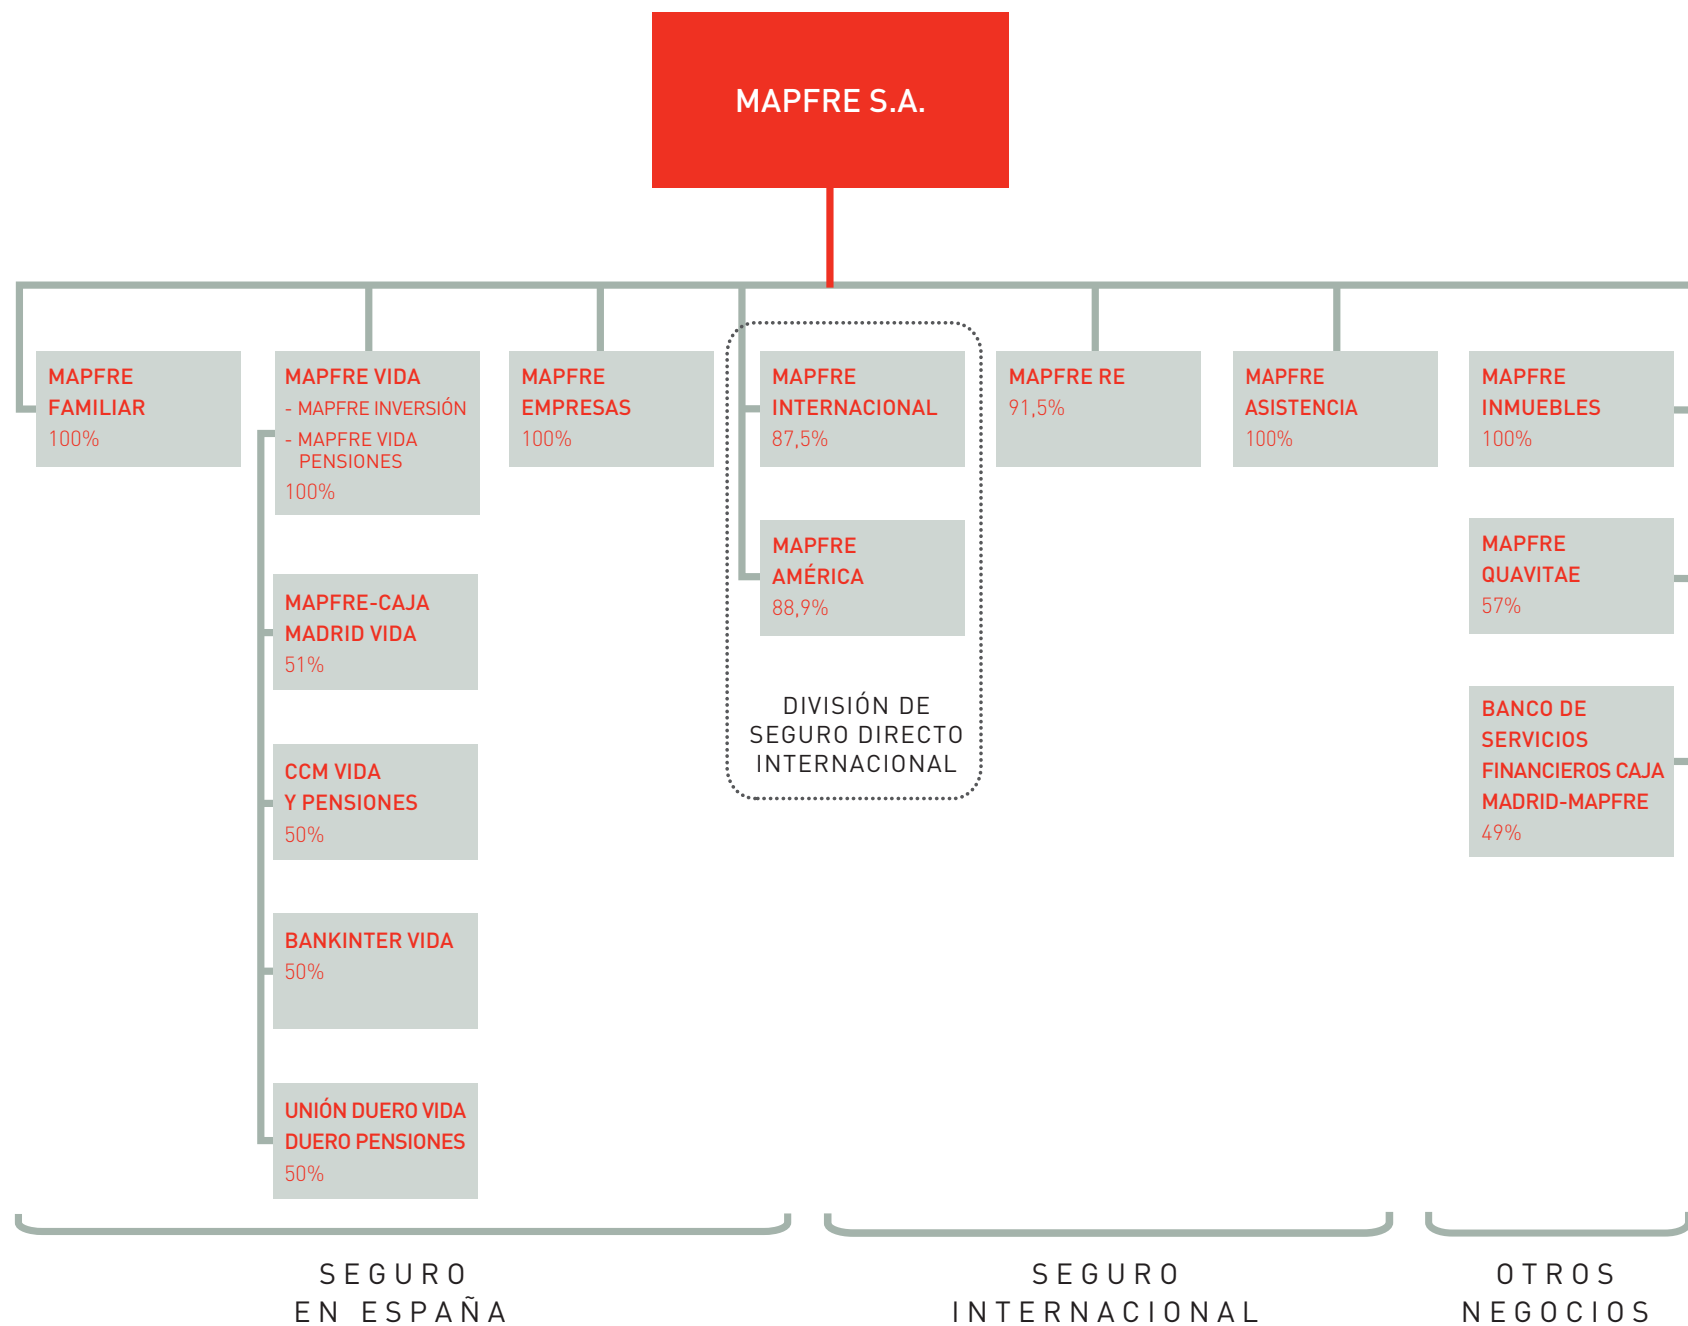 MAPFRE S.A.
MAPFRE
FAMILIAR
100%
MAPFRE VIDA
- MAPFRE INVERSIÓN
- MAPFRE VIDA
PENSIONES
100%
MAPFRE-CAJA
MADRID VIDA
51%
CCM VIDA
Y PENSIONES
50%
BANKINTER VIDA
50%
UNIÓN DUERO VIDA
DUERO PENSIONES
50%
MAPFRE
EMPRESAS
100%
MAPFRE
INTERNACIONAL
87,5%
MAPFRE
AMÉRICA
88,9%
DIVISIÓN DE
SEGURO DIRECTO
INTERNACIONAL
MAPFRE RE
91,5%
MAPFRE
ASISTENCIA
100%
MAPFRE
INMUEBLES
100%
MAPFRE
QUAVITAE
57%
BANCO DE
SERVICIOS
FINANCIEROS CAJA
MADRID-MAPFRE
49%
SEGURO
EN ESPAÑA
SEGURO
INTERNACIONAL
OTROS
NEGOCIOS